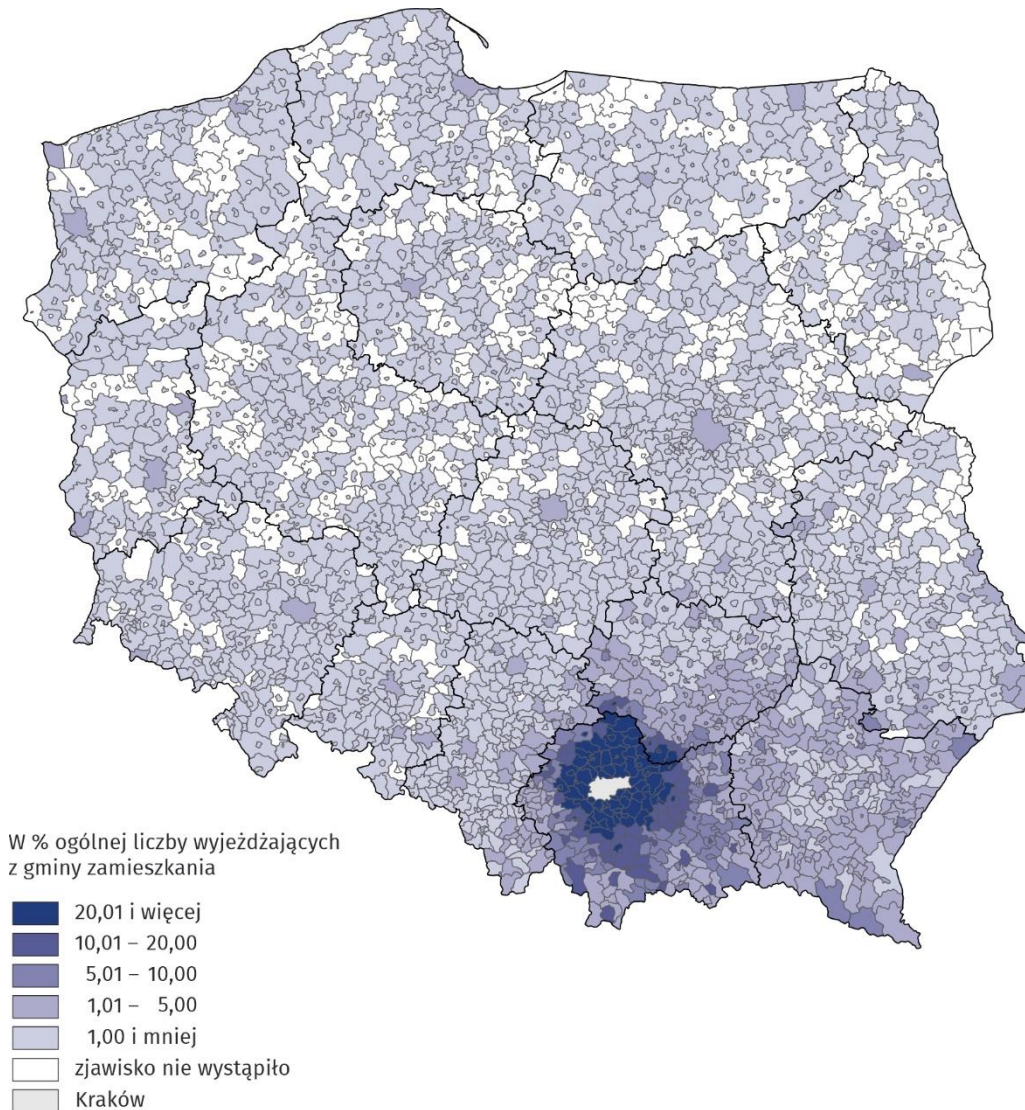 W % ogólnej liczby wyjeżdżających
z gminy zamieszkania
20,01 i więcej
10,01 – 20,00
5,01 – 10,00
1,01 – 5,00
1,00 i mniej
zjawisko nie wystąpiło
Kraków